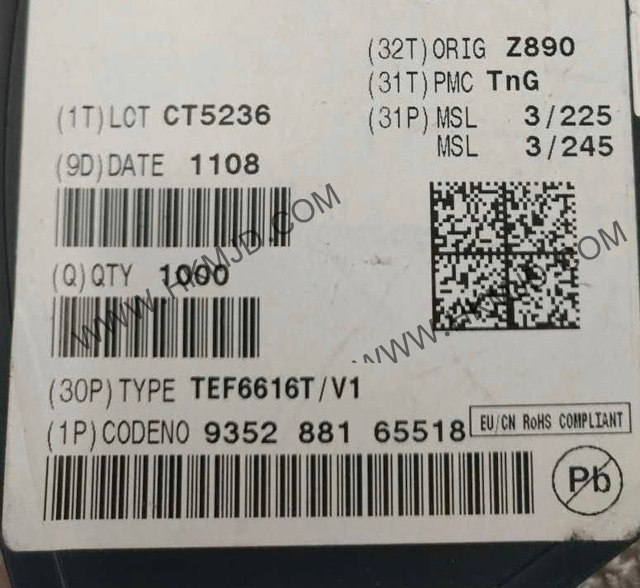 (32T) ORIG Z890
(31T) PMC TnG
(1T) LOT CT5236
(31P) MSL 3/225
MSL 3/245
(9D) DATE 1108
(Q) QTY 1000
WWW.HKMJD.COM
WWW.HKMJD.COM
(30P) TYPE TEF6616T/V1
(1P) CODENO 9352 881 65518
EU/CN RoHS COMPLIANT
Pb